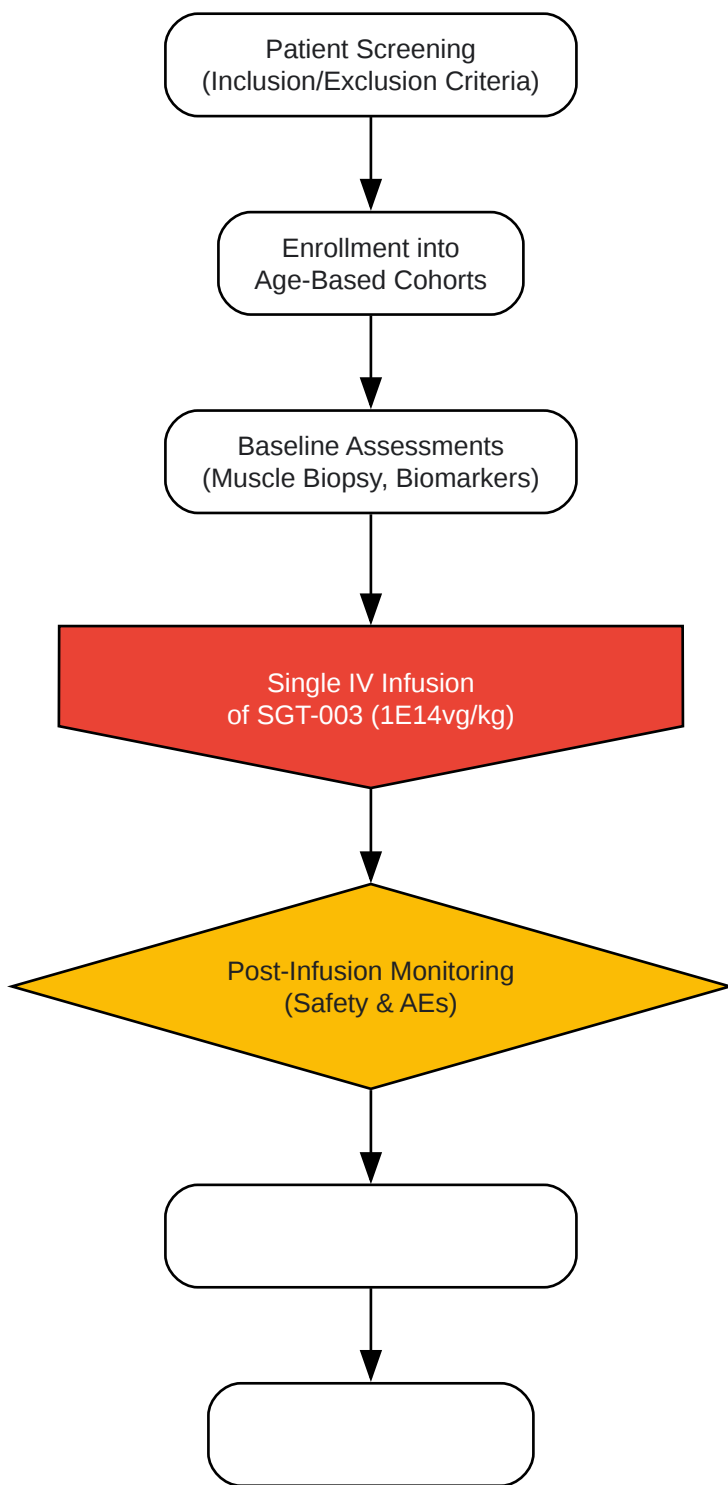 Patient Screening
(Inclusion/Exclusion Criteria)
Enrollment into
Age-Based Cohorts
Baseline Assessments
(Muscle Biopsy, Biomarkers)
Single IV Infusion
of SGT-003 (1E14vg/kg)
Post-Infusion Monitoring
(Safety & AEs)